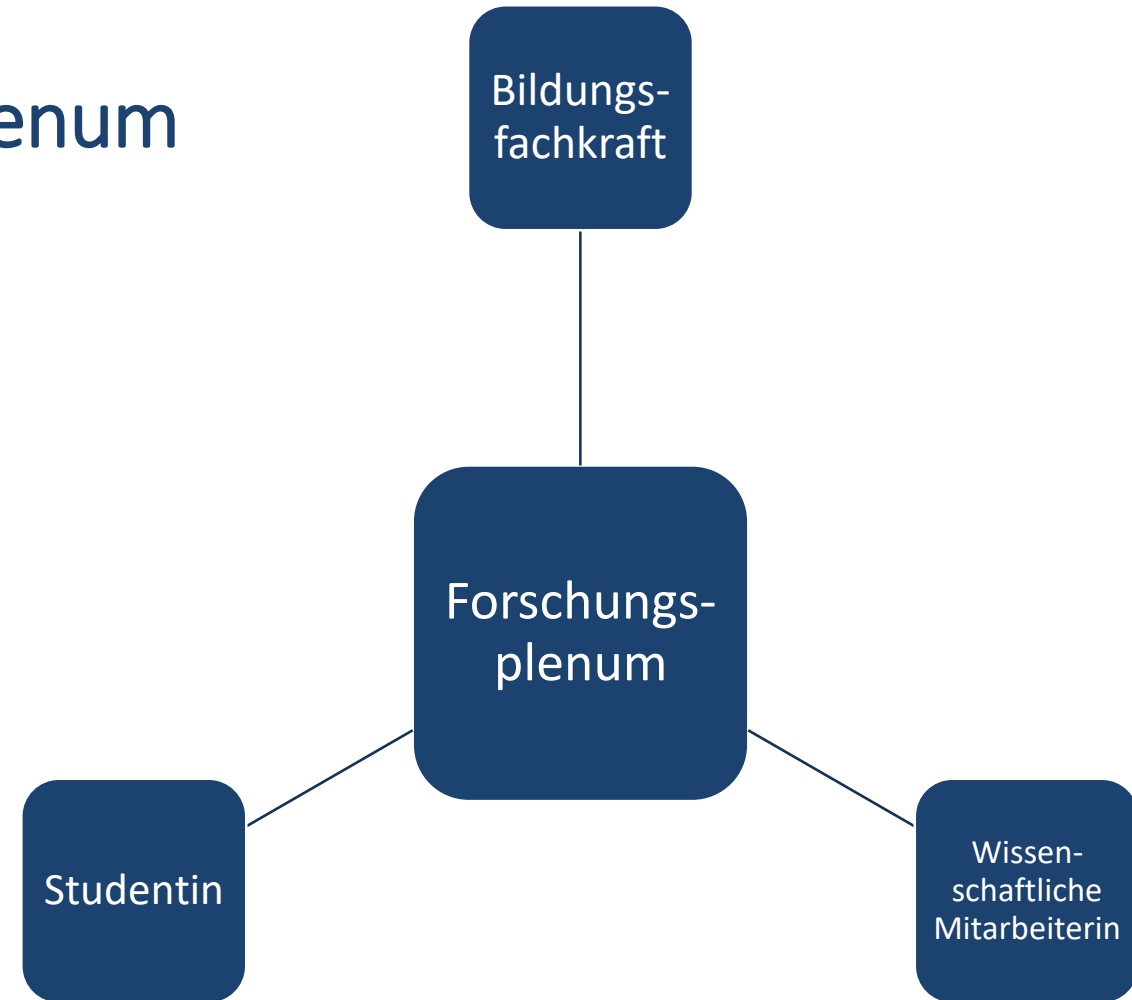 enum
Bildungs-
fachkraft
Forschungs-
plenum
Studentin
Wissen-
schaftliche
Mitarbeiterin